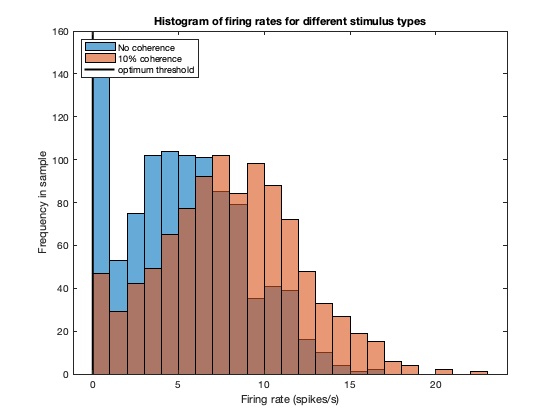 Histogram of firing rates for different stimulus types
160
140
120
100
80
60
40
20
0
Frequency in sample
No coherence
10% coherence
optimum threshold
0 5 10 15 20
Firing rate (spikes/s)